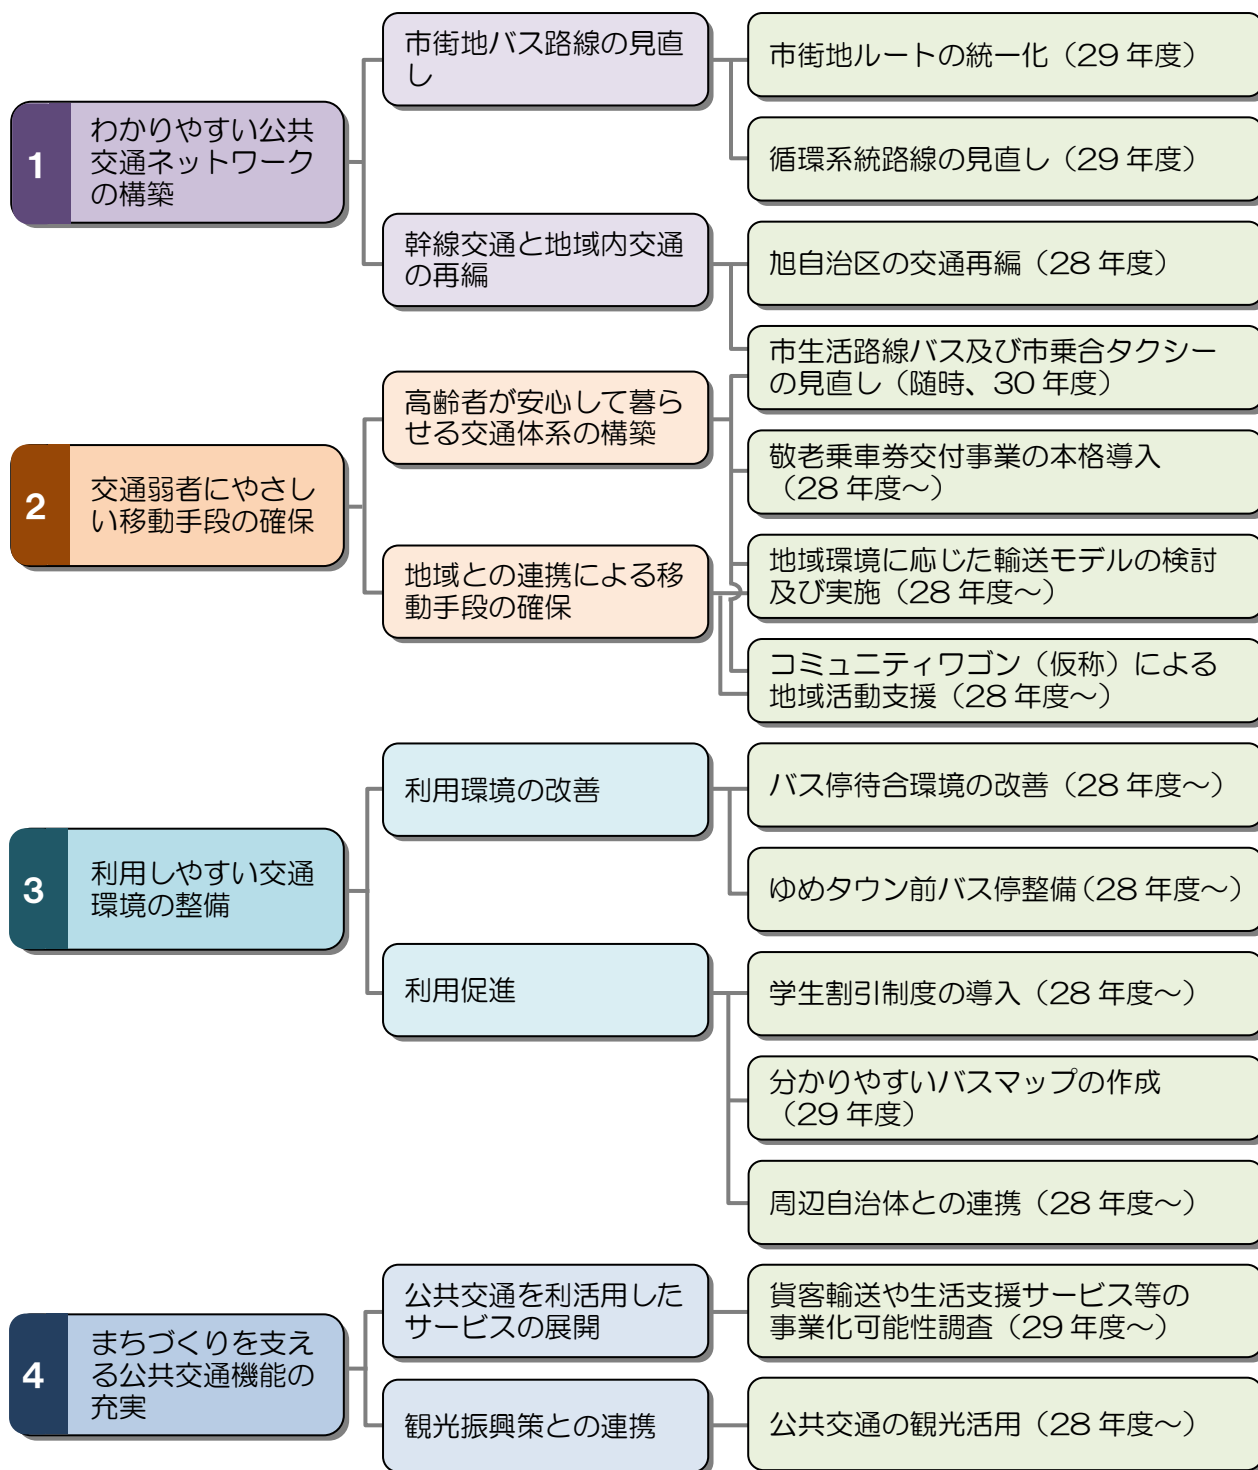 1
わかりやすい公共
交通ネットワーク
の構築
市街地バス路線の見直
し
市街地ルートの統一化（29 年度）
循環系統路線の見直し（29 年度）
幹線交通と地域内交通
の再編
旭自治区の交通再編（28 年度）
市生活路線バス及び市乗合タクシー
の見直し（随時、30 年度）
2
交通弱者にやさし
い移動手段の確保
高齢者が安心して暮ら
せる交通体系の構築
敬老乗車券交付事業の本格導入
（28 年度～）
地域との連携による移
動手段の確保
地域環境に応じた輸送モデルの検討
及び実施（28 年度～）
コミュニティワゴン（仮称）による
地域活動支援（28 年度～）
3
利用しやすい交通
環境の整備
利用環境の改善
バス停待合環境の改善（28 年度～）
ゆめタウン前バス停整備（28 年度～）
利用促進
学生割引制度の導入（28 年度～）
分かりやすいバスマップの作成
（29 年度）
周辺自治体との連携（28 年度～）
4
まちづくりを支え
る公共交通機能の
充実
公共交通を利活用した
サービスの展開
貨客輸送や生活支援サービス等の
事業化可能性調査（29 年度～）
観光振興策との連携
公共交通の観光活用（28 年度～）